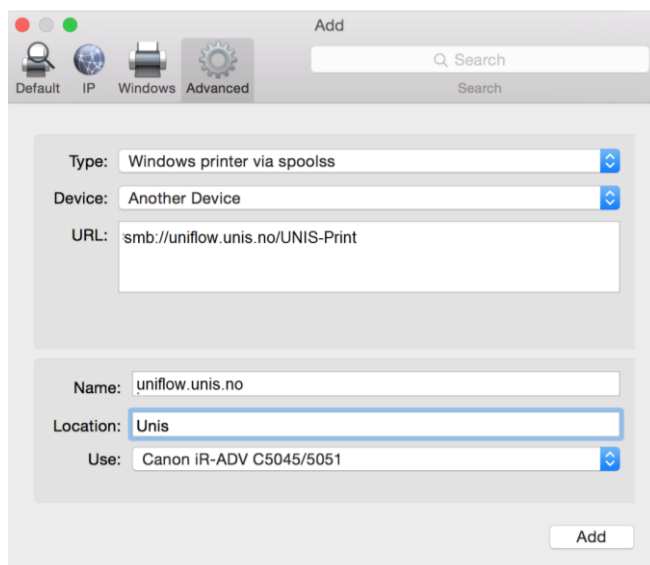 Add
Default IP Windows Advanced
Search
Search
Type: Windows printer via spoolss
Device: Another Device
URL: smb://uniflow.unis.no/UNIS-Print
Name: uniflow.unis.no
Location: Unis
Use: Canon iR-ADV C5045/5051
Add